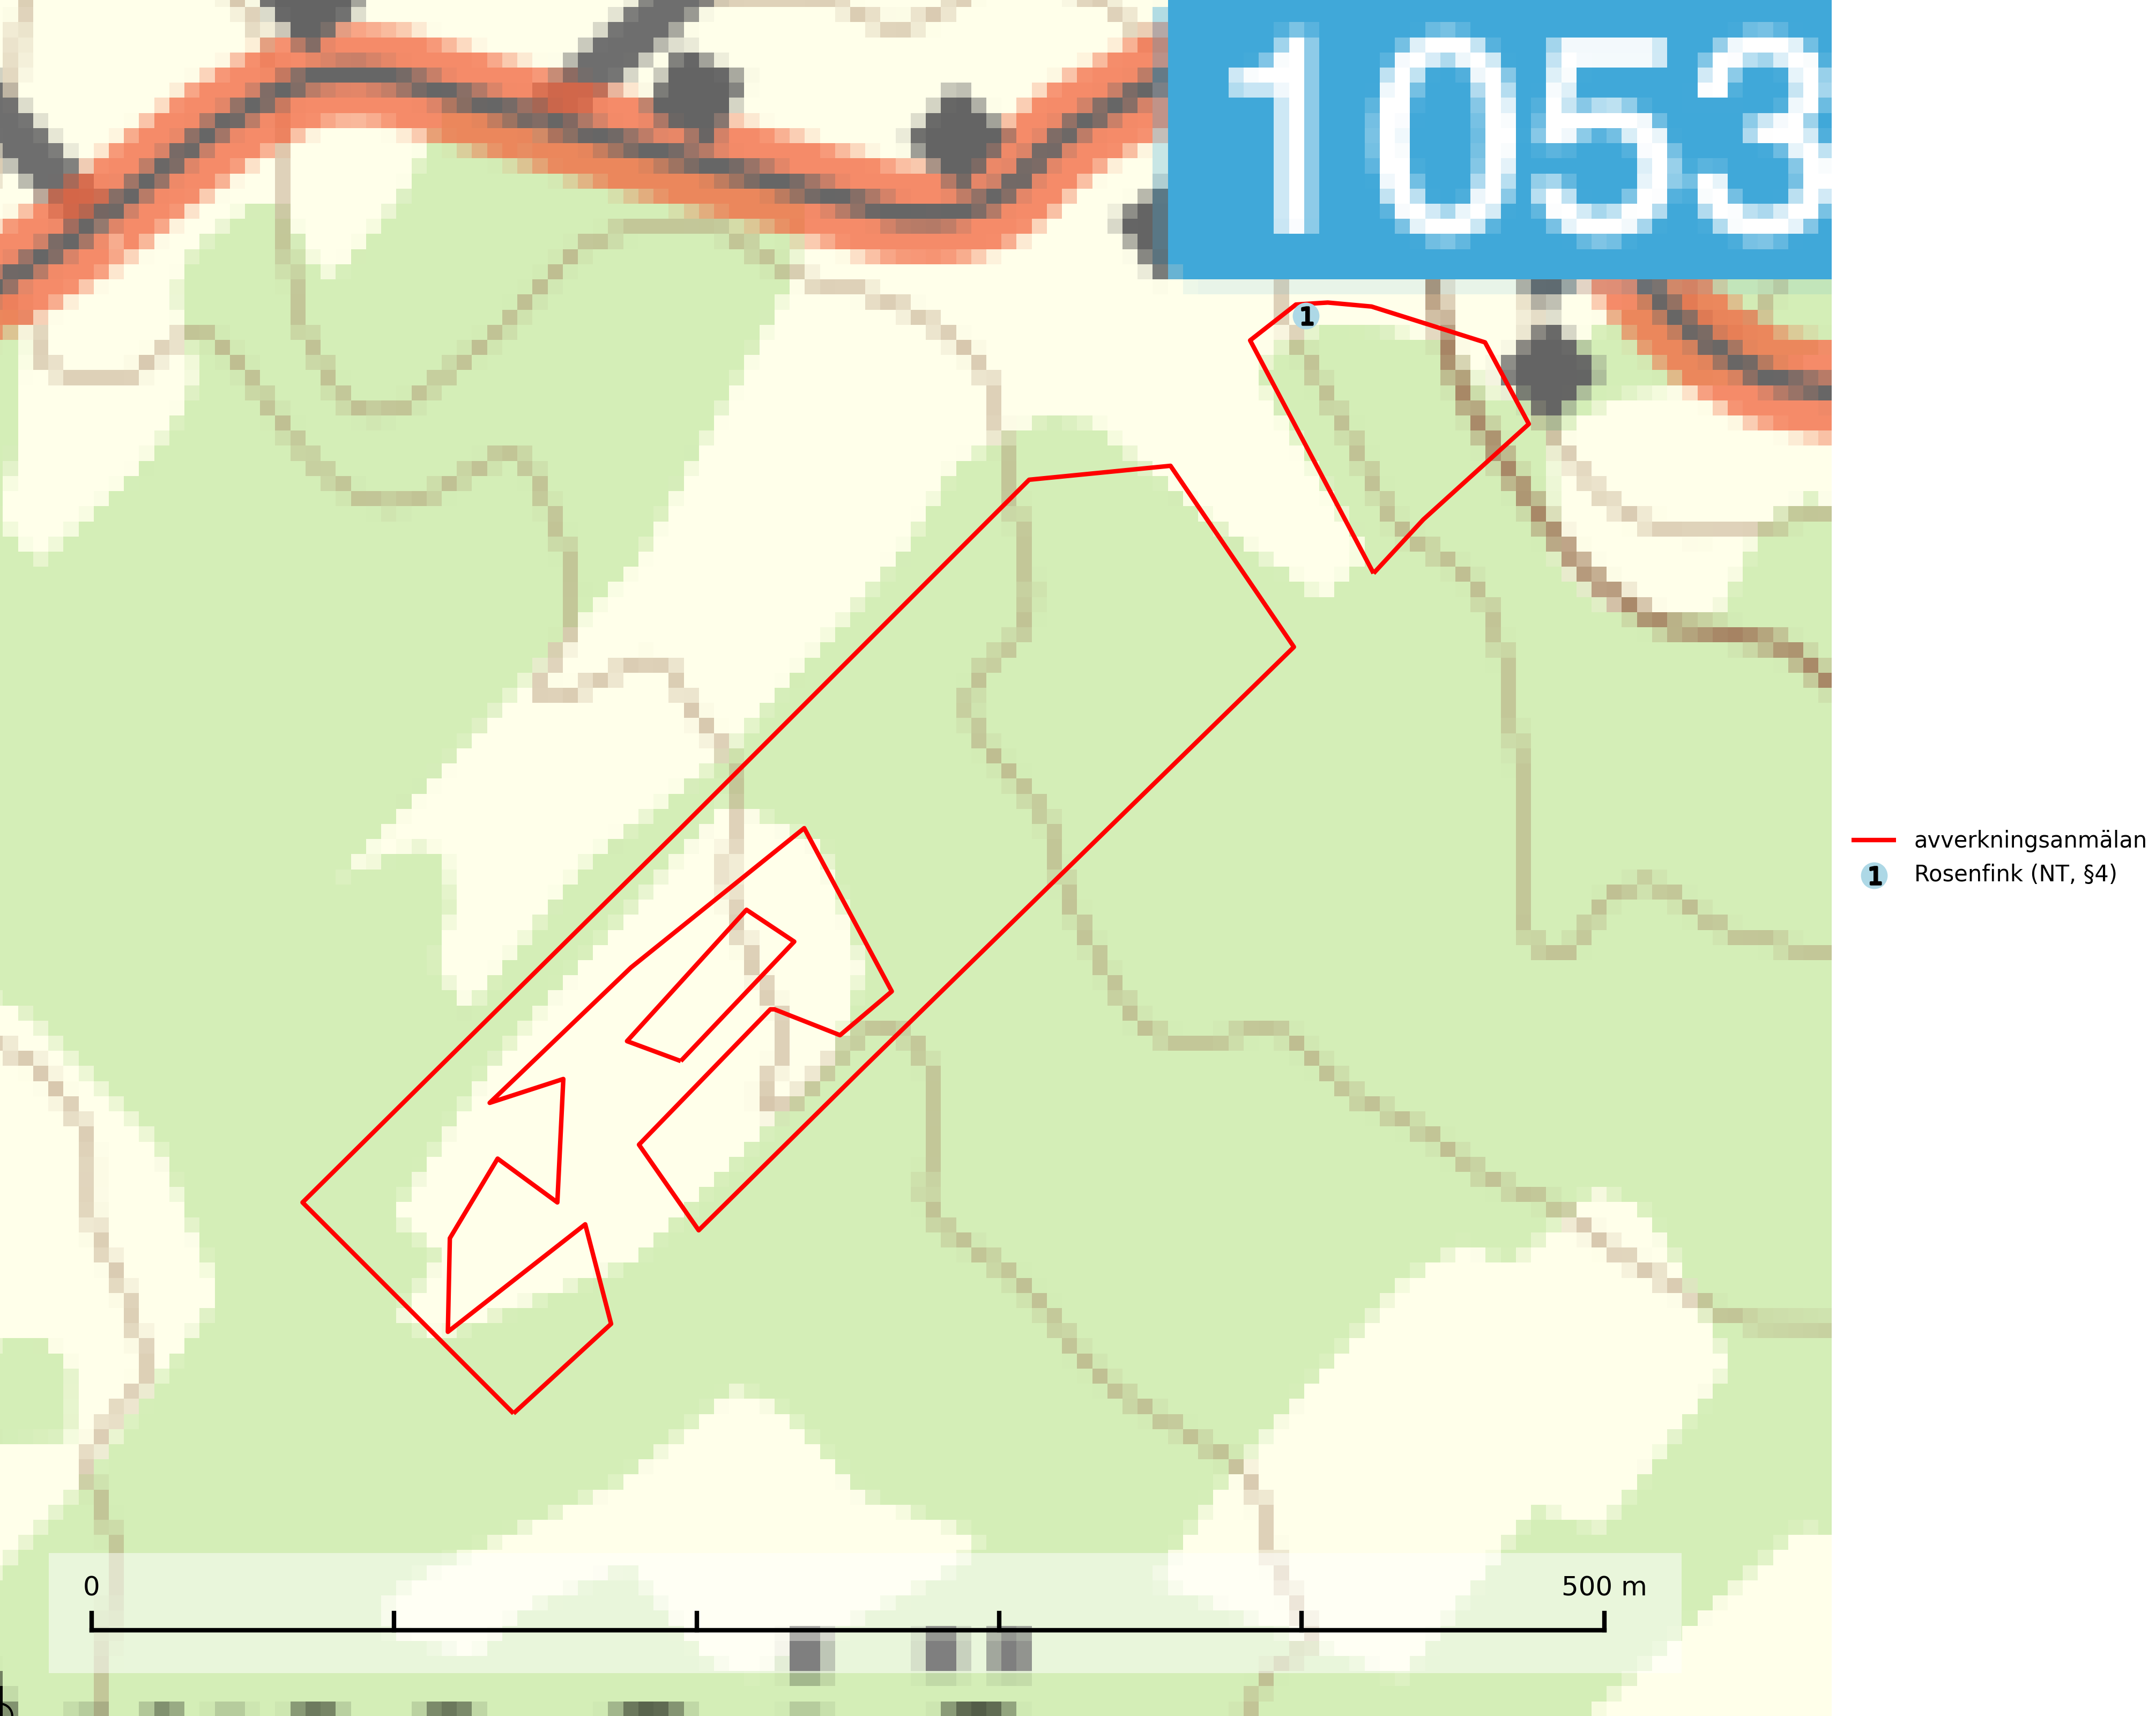 1053
1
avverkningsanmälan
1 Rosenfink (NT, §4)
0 500 m